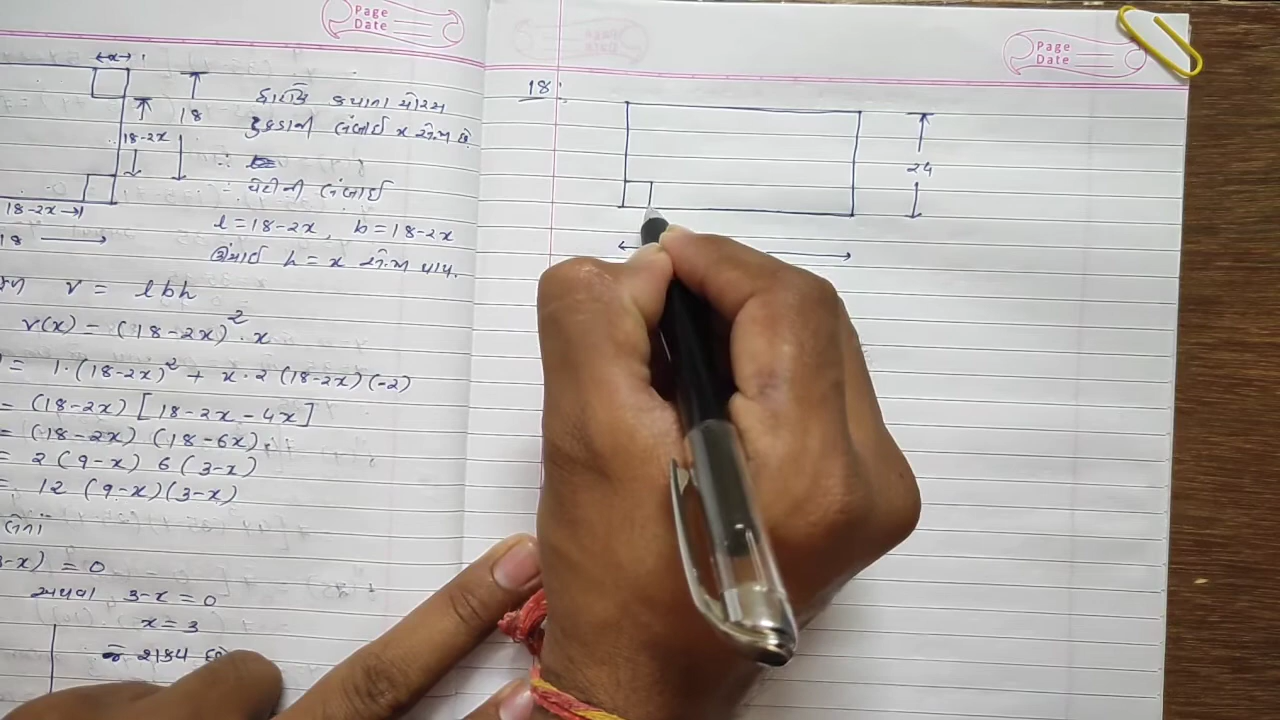 Page
Date
x
18
18-2x
18-2x
18
ધારોકે કપાતા ચોરસ
ટુકડાની લંબાઈ x સે.મી છે.
∴ પેટીની લંબાઈ
l = 18-2x, b = 18-2x
ઊંચાઈ h = x સે.મી થાય.
v = lbh
v(x) = (18-2x)² · x
= 1·(18-2x)² + x·2 (18-2x)(-2)
= (18-2x) [18-2x-4x]
= (18-2x) (18-6x)
= 2(9-x) 6(3-x)
= 12 (9-x)(3-x)
3-x) = 0
અથવા 3-x = 0
x = 3
Page
Date
18:
24